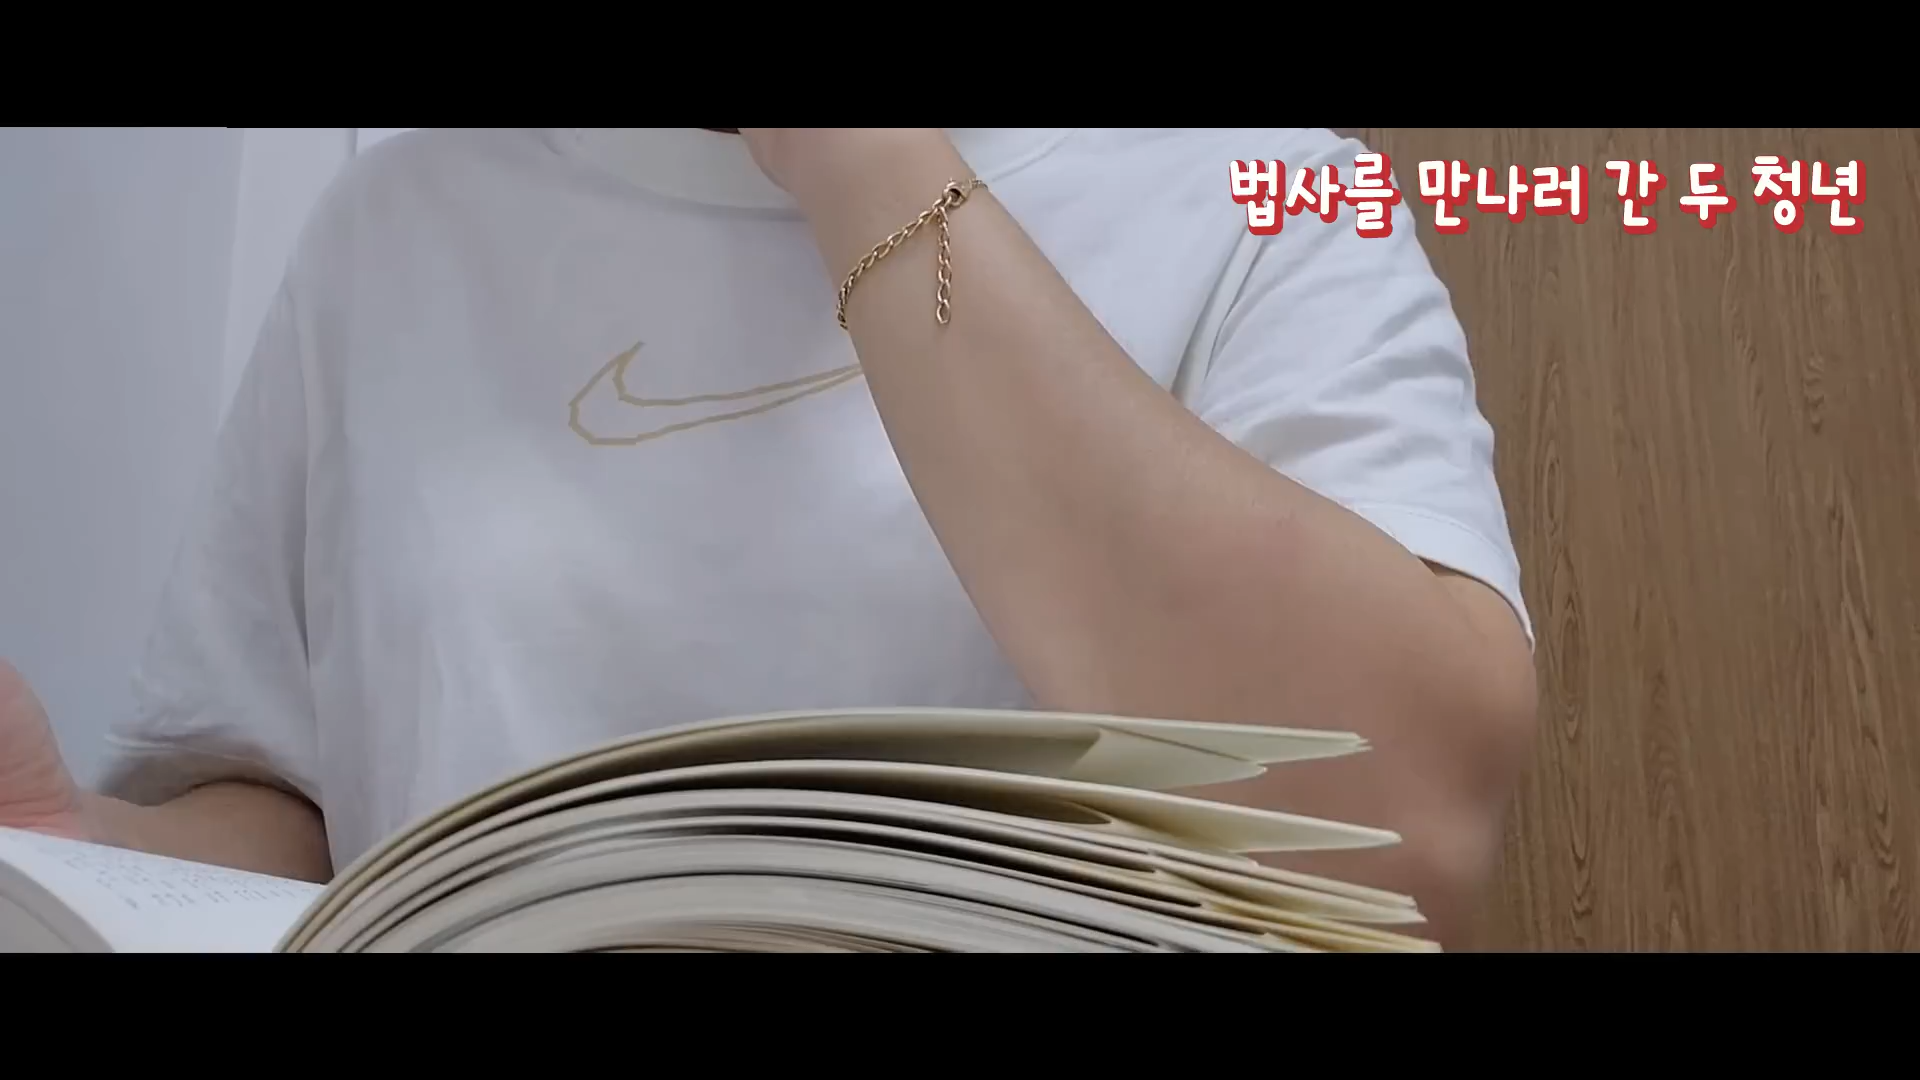 법사를 만나러 간 두 청년